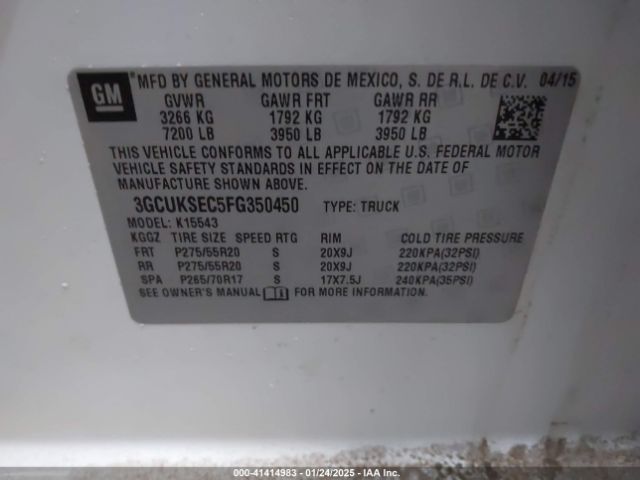 GM ® MFD BY GENERAL MOTORS DE MEXICO, S. DE R.L. DE C.V. 04/15
GVWR GAWR FRT GAWR RR
3266 KG 1792 KG 1792 KG
7200 LB 3950 LB 3950 LB
THIS VEHICLE CONFORMS TO ALL APPLICABLE U.S. FEDERAL MOTOR
VEHICLE SAFETY STANDARDS IN EFFECT ON THE DATE OF
MANUFACTURE SHOWN ABOVE.
3GCUKSEC5FG350450 TYPE: TRUCK
MODEL: K15543
KGGZ TIRE SIZE SPEED RTG RIM COLD TIRE PRESSURE
FRT P275/55R20 S 20X9J 220KPA(32PSI)
RR P275/55R20 S 20X9J 220KPA(32PSI)
SPA P265/70R17 S 17X7.5J 240KPA(35PSI)
SEE OWNER'S MANUAL FOR MORE INFORMATION.
000-41414983 - 01/24/2025 - IAA Inc.